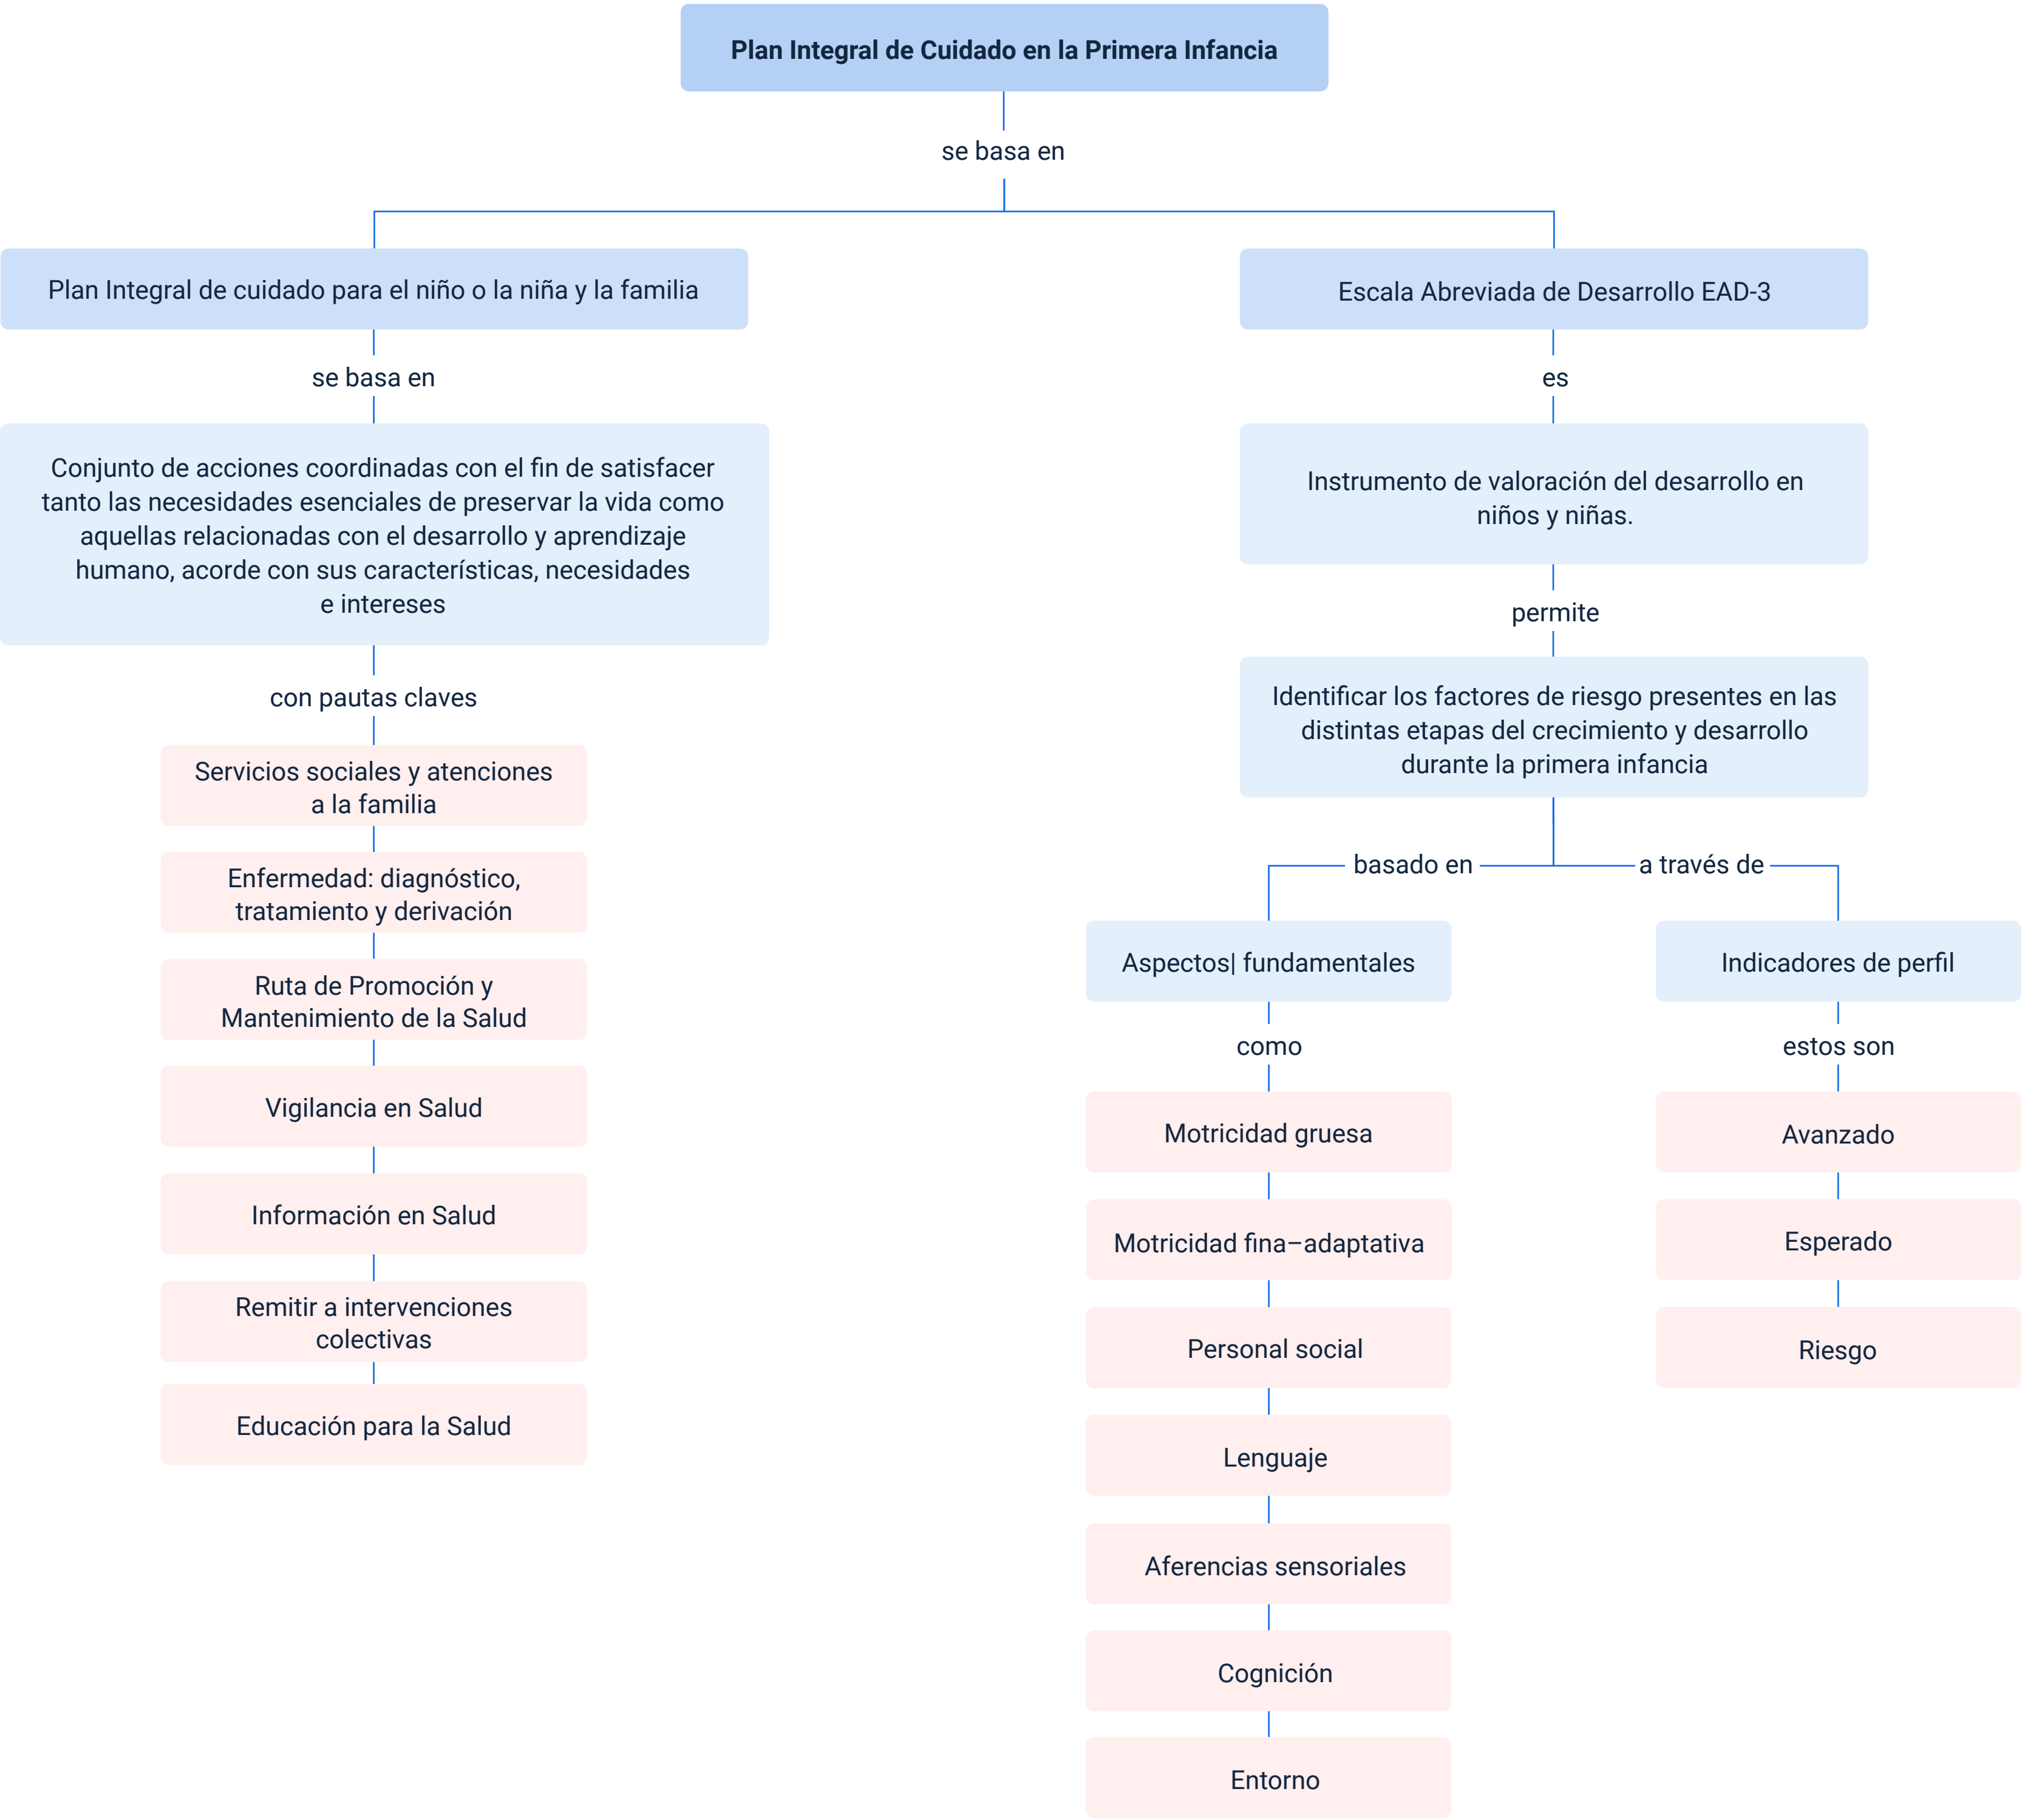 Plan Integral de Cuidado en la Primera Infancia
se basa en
Plan Integral de cuidado para el niño o la niña y la familia
se basa en
Conjunto de acciones coordinadas con el fin de satisfacer
tanto las necesidades esenciales de preservar la vida como
aquellas relacionadas con el desarrollo y aprendizaje
humano, acorde con sus características, necesidades
e intereses
con pautas claves
Servicios sociales y atenciones
a la familia
Enfermedad: diagnóstico,
tratamiento y derivación
Ruta de Promoción y
Mantenimiento de la Salud
Vigilancia en Salud
Información en Salud
Remitir a intervenciones
colectivas
Educación para la Salud
Escala Abreviada de Desarrollo EAD-3
es
Instrumento de valoración del desarrollo en
niños y niñas.
permite
Identificar los factores de riesgo presentes en las
distintas etapas del crecimiento y desarrollo
durante la primera infancia
basado en
Aspectos| fundamentales
como
Motricidad gruesa
Motricidad fina–adaptativa
Personal social
Lenguaje
Aferencias sensoriales
Cognición
Entorno
a través de
Indicadores de perfil
estos son
Avanzado
Esperado
Riesgo